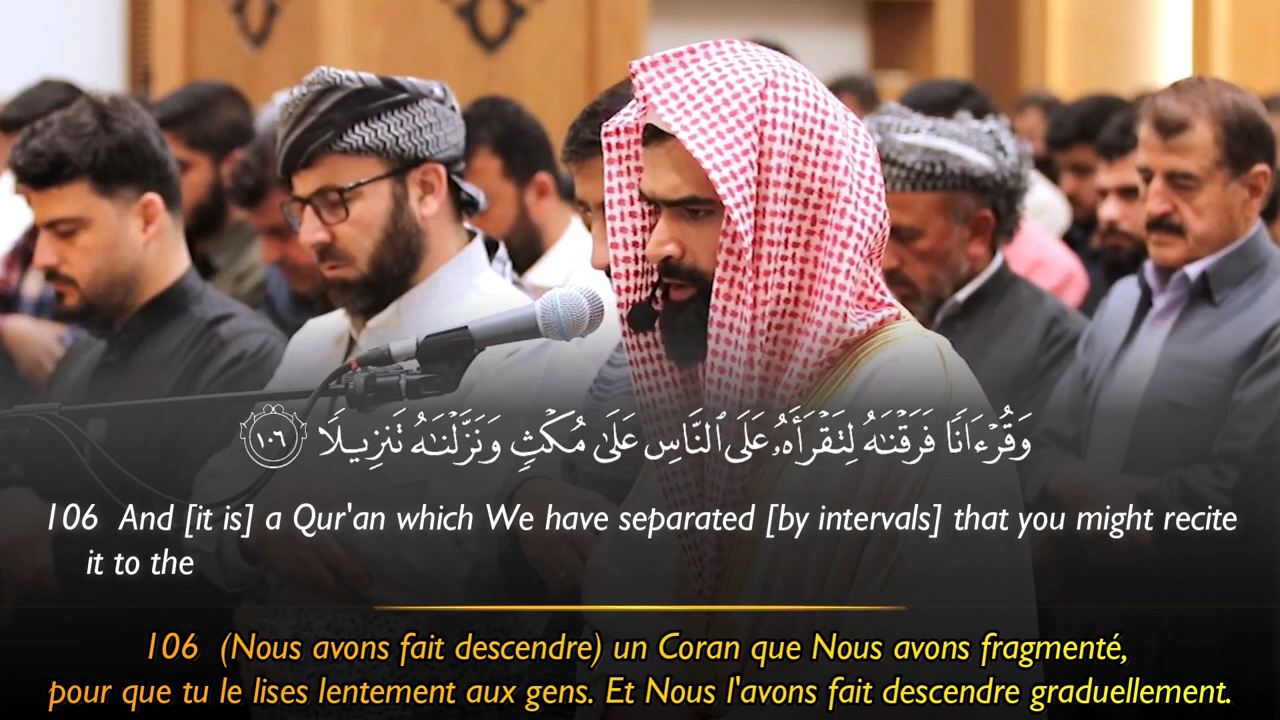 وَقُرْءَانًا فَرَقْنَـٰهُ لِتَقْرَأَهُۥ عَلَى ٱلنَّاسِ عَلَىٰ مُكْثٍ وَنَزَّلْنَـٰهُ تَنزِيلًا ١٠٦
106 And [it is] a Qur'an which We have separated [by intervals] that you might recite
it to the
106 (Nous avons fait descendre) un Coran que Nous avons fragmenté,
pour que tu le lises lentement aux gens. Et Nous l'avons fait descendre graduellement.